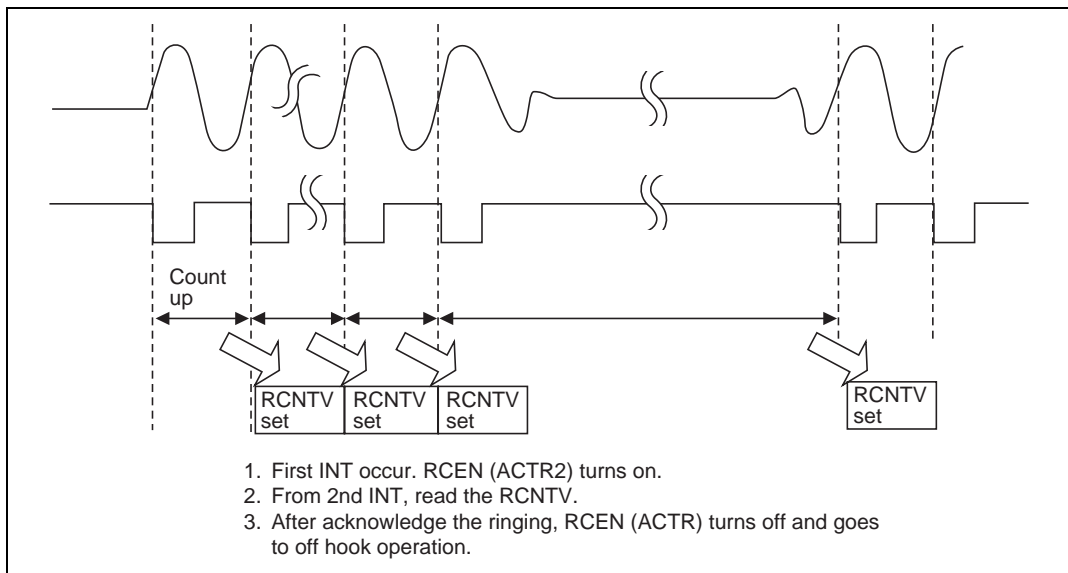 Count
up
RCNTV
set
RCNTV
set
RCNTV
set
RCNTV
set
1. First INT occur. RCEN (ACTR2) turns on.
2. From 2nd INT, read the RCNTV.
3. After acknowledge the ringing, RCEN (ACTR) turns off and goes
to off hook operation.